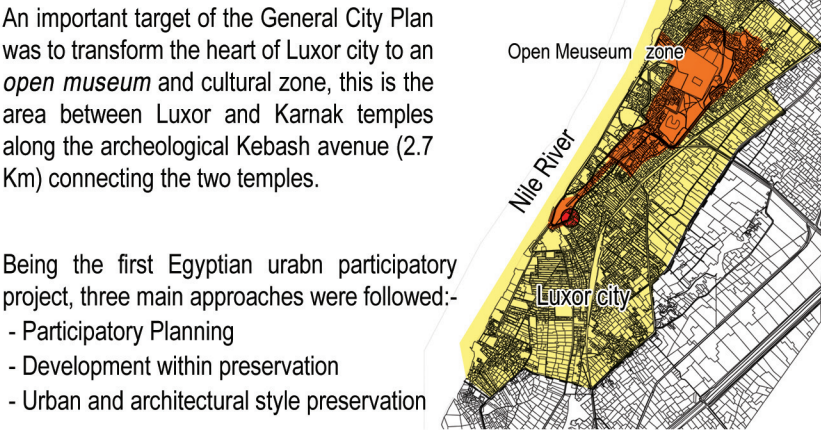 An important target of the General City Plan
was to transform the heart of Luxor city to an
open museum and cultural zone, this is the
area between Luxor and Karnak temples
along the archeological Kebash avenue (2.7
Km) connecting the two temples.
Being the first Egyptian urabn participatory
project, three main approaches were followed:-
- Participatory Planning
- Development within preservation
- Urban and architectural style preservation
Open Meuseum zone
Nile River
Luxor city